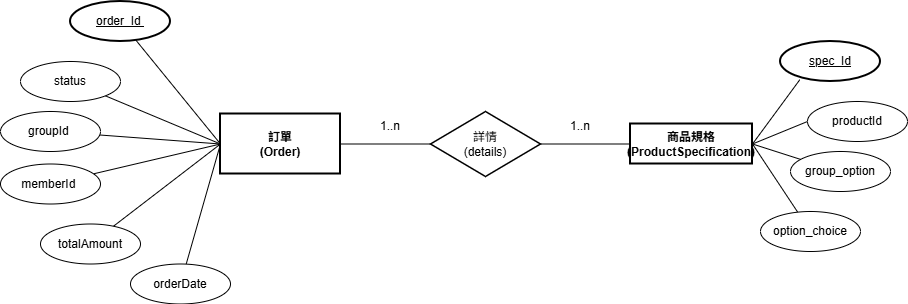 order_Id
status
groupId
memberId
totalAmount
orderDate
訂單
(Order)
1..n
詳情
(details)
1..n
商品規格
(ProductSpecification)
spec_Id
productId
group_option
option_choice